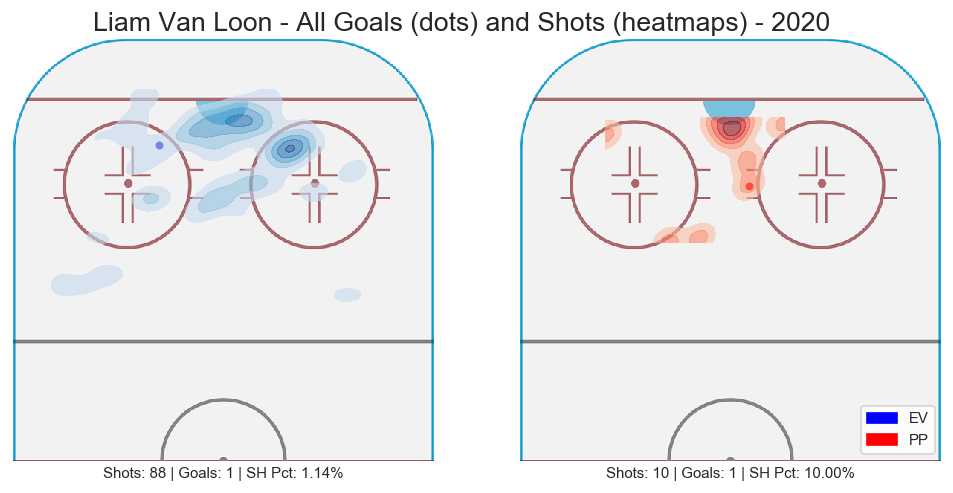 Liam Van Loon - All Goals (dots) and Shots (heatmaps) - 2020
EV
PP
Shots: 88 | Goals: 1 | SH Pct: 1.14%
Shots: 10 | Goals: 1 | SH Pct: 10.00%